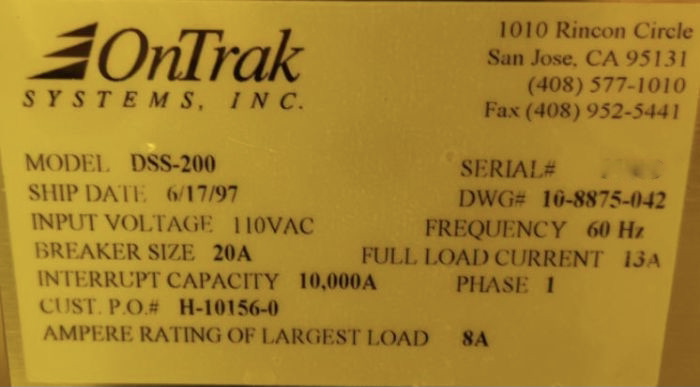 OnTrak
SYSTEMS, INC.
1010 Rincon Circle
San Jose, CA 95131
(408) 577-1010
Fax (408) 952-5441
MODEL DSS-200
SERIAL#
SHIP DATE 6/17/97
DWG# 10-8875-042
INPUT VOLTAGE 110VAC
FREQUENCY 60 Hz
BREAKER SIZE 20A
FULL LOAD CURRENT 13A
INTERRUPT CAPACITY 10,000A
PHASE 1
CUST. P.O.# H-10156-0
AMPERE RATING OF LARGEST LOAD 8A